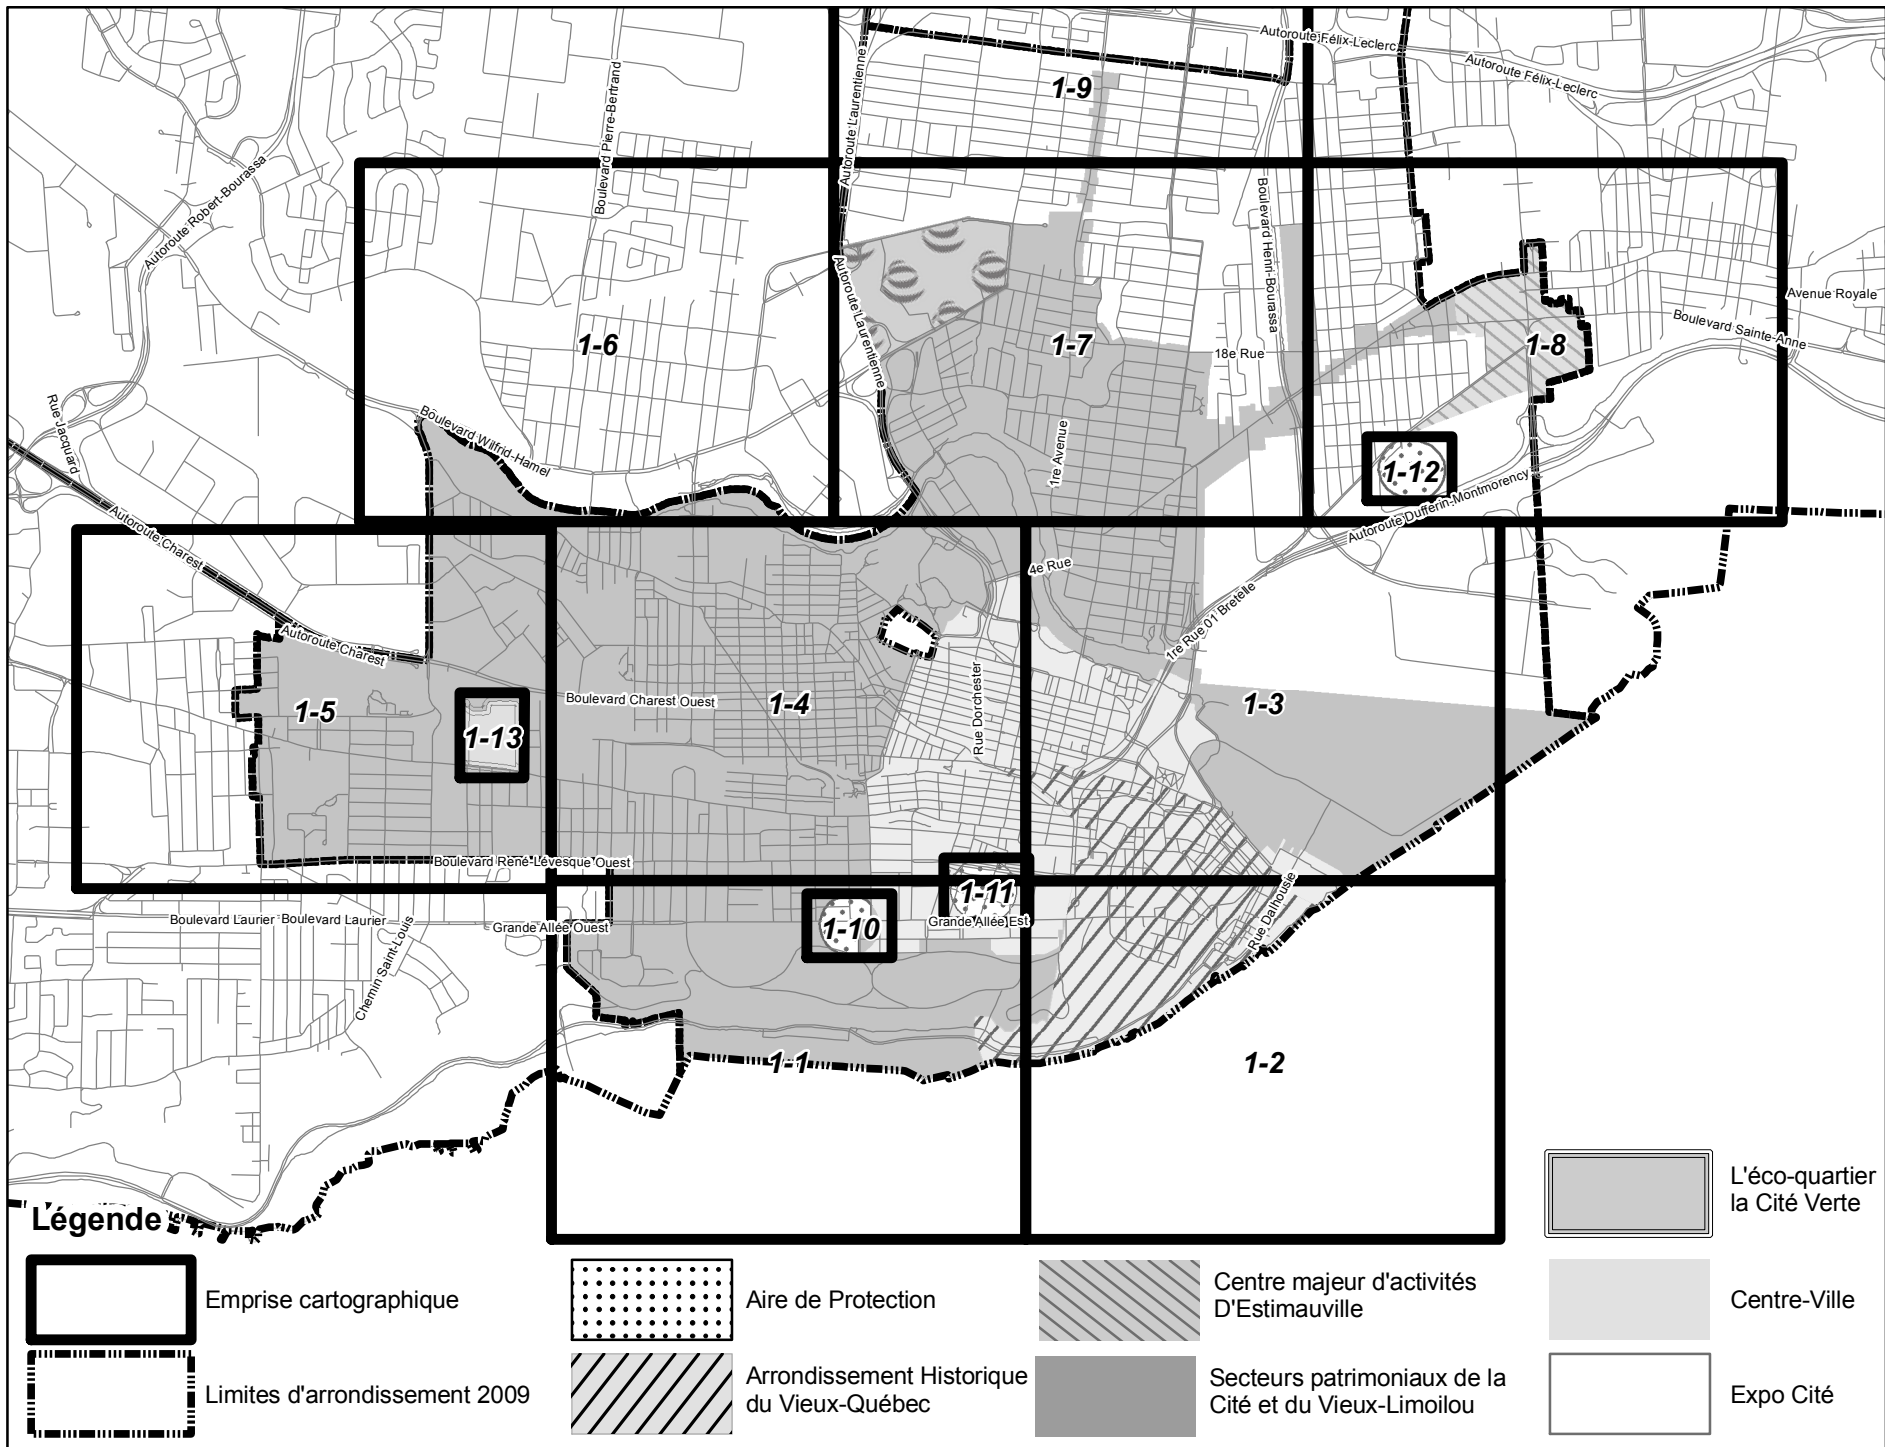 Autoroute Félix-Leclerc
Autoroute Félix-Leclerc
1-9
Autoroute Laurentienne
Boulevard Pierre-Bertrand
Autoroute Robert-Bourassa
Boulevard Henri-Bourassa
Autoroute Laurentienne
Avenue Royale
Boulevard Sainte-Anne
1-6
1-7
18e Rue
1-8
Rue Jacquard
Boulevard Wilfrid-Hamel
1re Avenue
1-12
Autoroute Dufferin-Montmorency
Autoroute Charest
4e Rue
1re Rue 01 Bretelle
Autoroute Charest
1-5
Boulevard Charest Ouest
1-4
Rue Dorchester
1-3
1-13
Boulevard René-Lévesque Ouest
1-11
Boulevard Laurier
Boulevard Laurier
Chemin Saint-Louis
Grande Allée Ouest
1-10
Grande Allée Est
Rue Dalhousie
1-1
1-2
Légende
Emprise cartographique
Limites d'arrondissement 2009
Aire de Protection
Arrondissement Historique
du Vieux-Québec
Centre majeur d'activités
D'Estimauville
Secteurs patrimoniaux de la
Cité et du Vieux-Limoilou
L'éco-quartier
la Cité Verte
Centre-Ville
Expo Cité